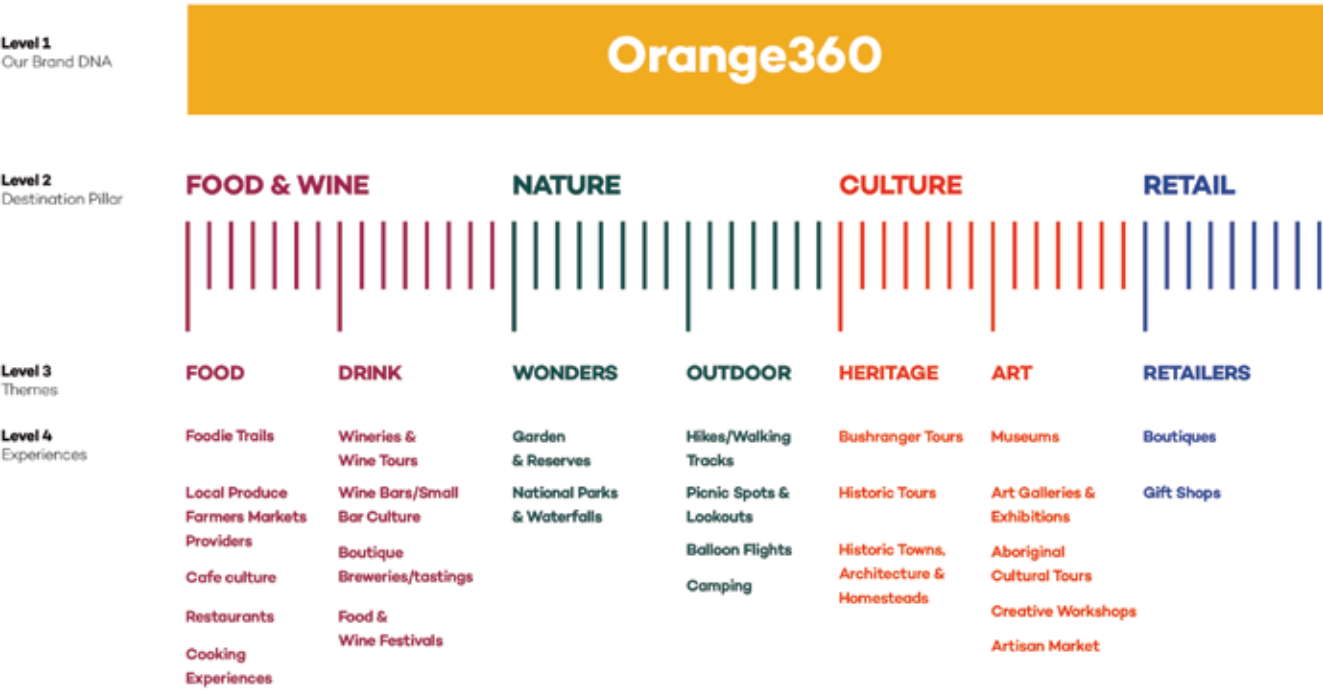 Level 1
Our Brand DNA
Orange360
Level 2
Destination Pillar
FOOD & WINE
NATURE
CULTURE
RETAIL
Level 3
Themes
FOOD
DRINK
WONDERS
OUTDOOR
HERITAGE
ART
RETAILERS
Level 4
Experiences
Foodie Trails
Local Produce
Farmers Markets
Providers
Cafe culture
Restaurants
Cooking
Experiences
Wineries &
Wine Tours
Wine Bars/Small
Bar Culture
Boutique
Breweries/tastings
Food &
Wine Festivals
Garden
& Reserves
National Parks
& Waterfalls
Hikes/Walking
Tracks
Picnic Spots &
Lookouts
Balloon Flights
Camping
Bushranger Tours
Historic Tours
Historic Towns,
Architecture &
Homesteads
Museums
Art Galleries &
Exhibitions
Aboriginal
Cultural Tours
Creative Workshops
Artisan Market
Boutiques
Gift Shops